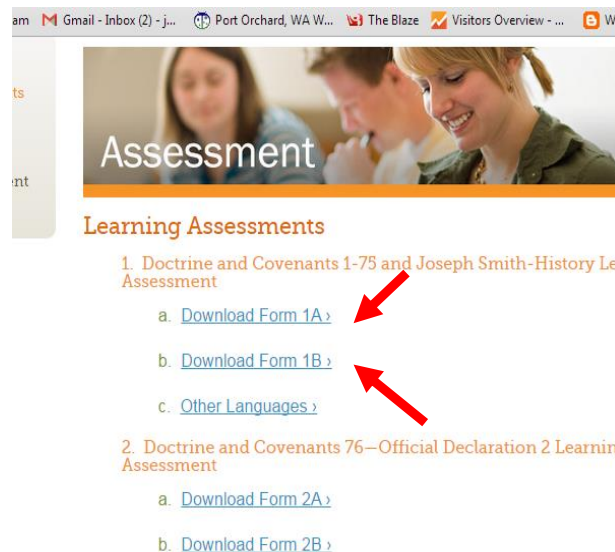 am Gmail - Inbox (2) - j... Port Orchard, WA W... The Blaze Visitors Overview - ... W
ts
Assessment
nt
Learning Assessments
1. Doctrine and Covenants 1-75 and Joseph Smith-History Le
Assessment
a. Download Form 1A ›
b. Download Form 1B ›
c. Other Languages ›
2. Doctrine and Covenants 76—Official Declaration 2 Learnin
Assessment
a. Download Form 2A ›
b. Download Form 2B ›